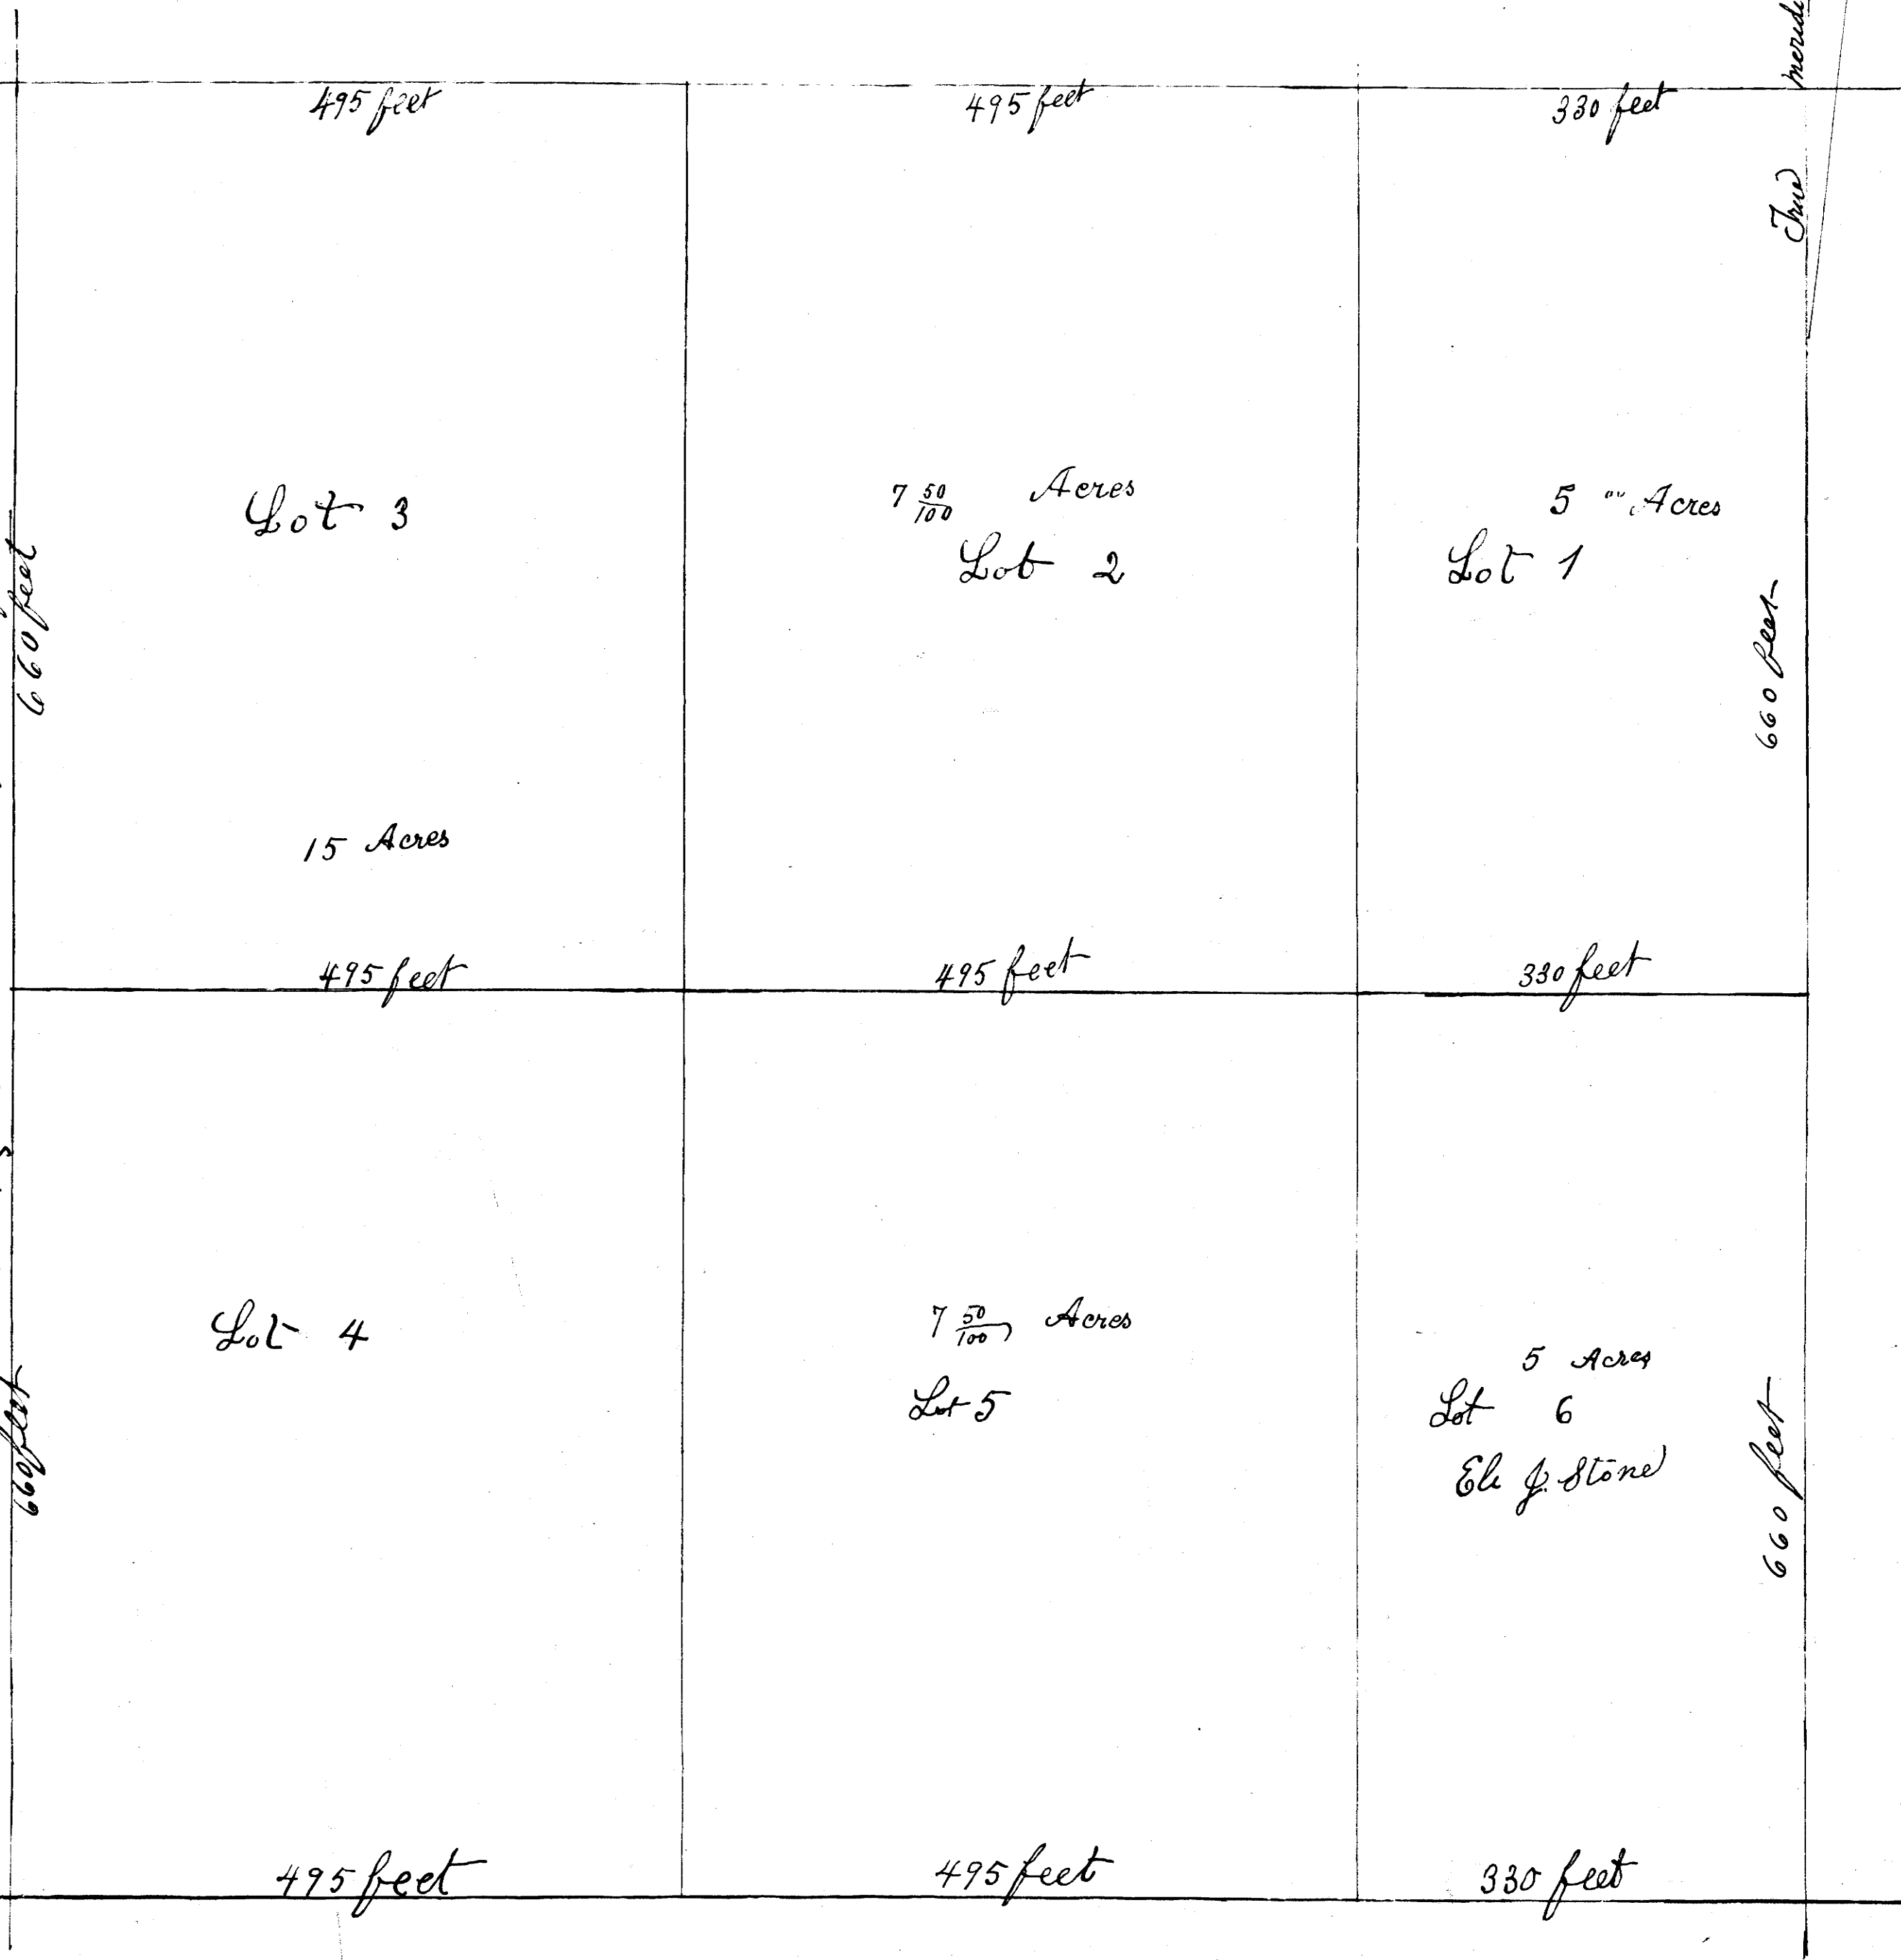 495 feet
495 feet
330 feet
True
Lot 3
7 50/100 Acres
Lot 2
5 "" Acres
Lot 1
660 feet
660 feet
15 Acres
495 feet
495 feet
330 feet
Lot 4
7 50/100 Acres
Lot 5
5 Acres
Lot 6
Eli J. Stone
660 feet
660 feet
495 feet
495 feet
330 feet